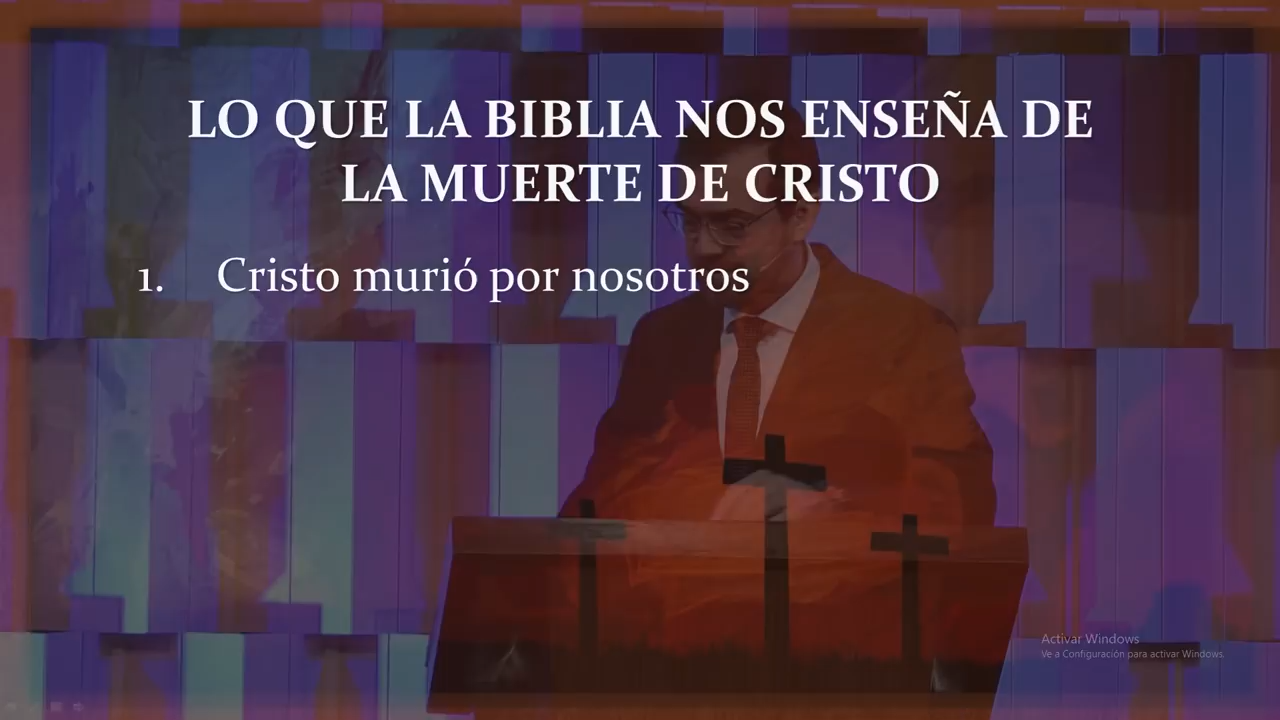 LO QUE LA BIBLIA NOS ENSEÑA DE
LA MUERTE DE CRISTO
1. Cristo murió por nosotros
Activar Windows
Ve a Configuración para activar Windows.